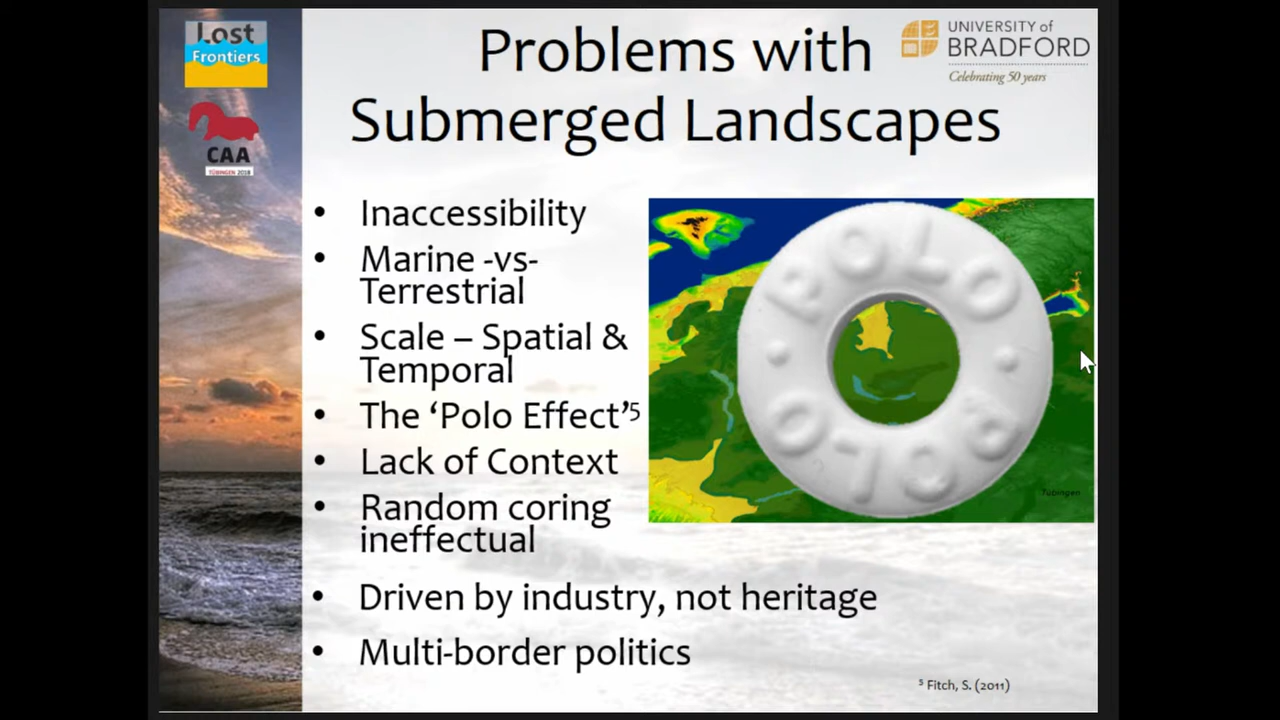 Lost
Frontiers
CAA
TÜBINGEN 2018
Problems with
Submerged Landscapes
UNIVERSITY of
BRADFORD
Celebrating 50 years
• Inaccessibility
• Marine -vs-
Terrestrial
• Scale – Spatial &
Temporal
• The ‘Polo Effect’⁵
• Lack of Context
• Random coring
ineffectual
• Driven by industry, not heritage
• Multi-border politics
POLO
POLO
Tübingen
⁵ Fitch, S. (2011)